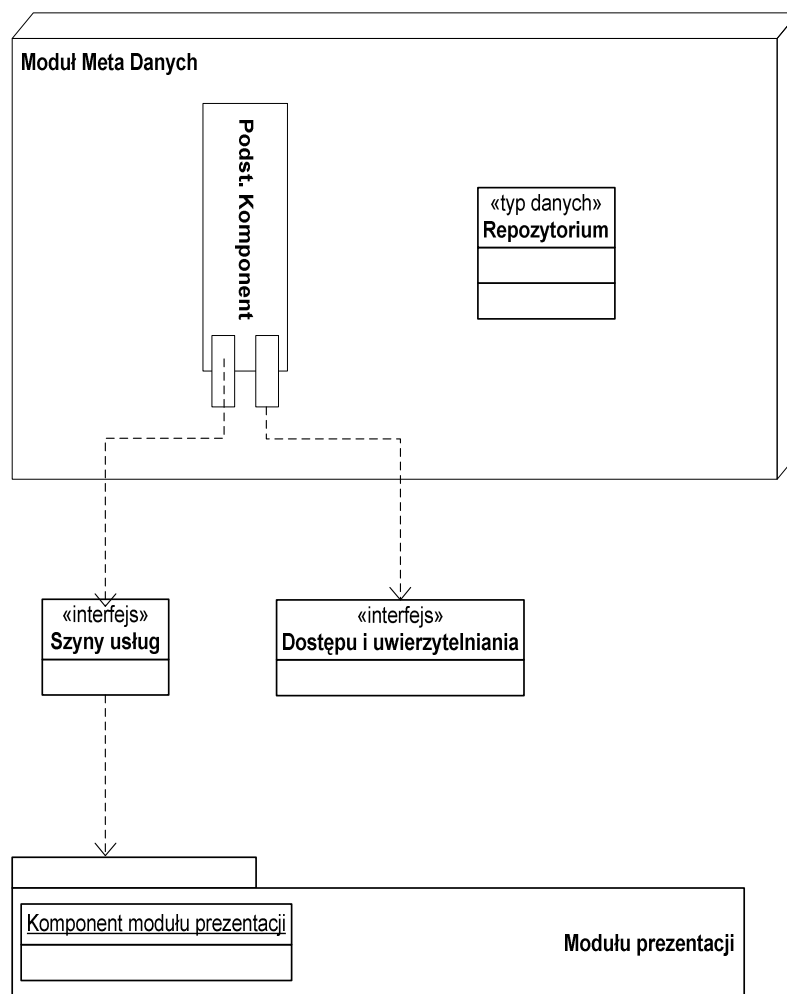 Moduł Meta Danych
Podst. Komponent
«typ danych»
Repozytorium
«interfejs»
Szyny usług
«interfejs»
Dostępu i uwierzytelniania
Komponent modułu prezentacji
Modułu prezentacji